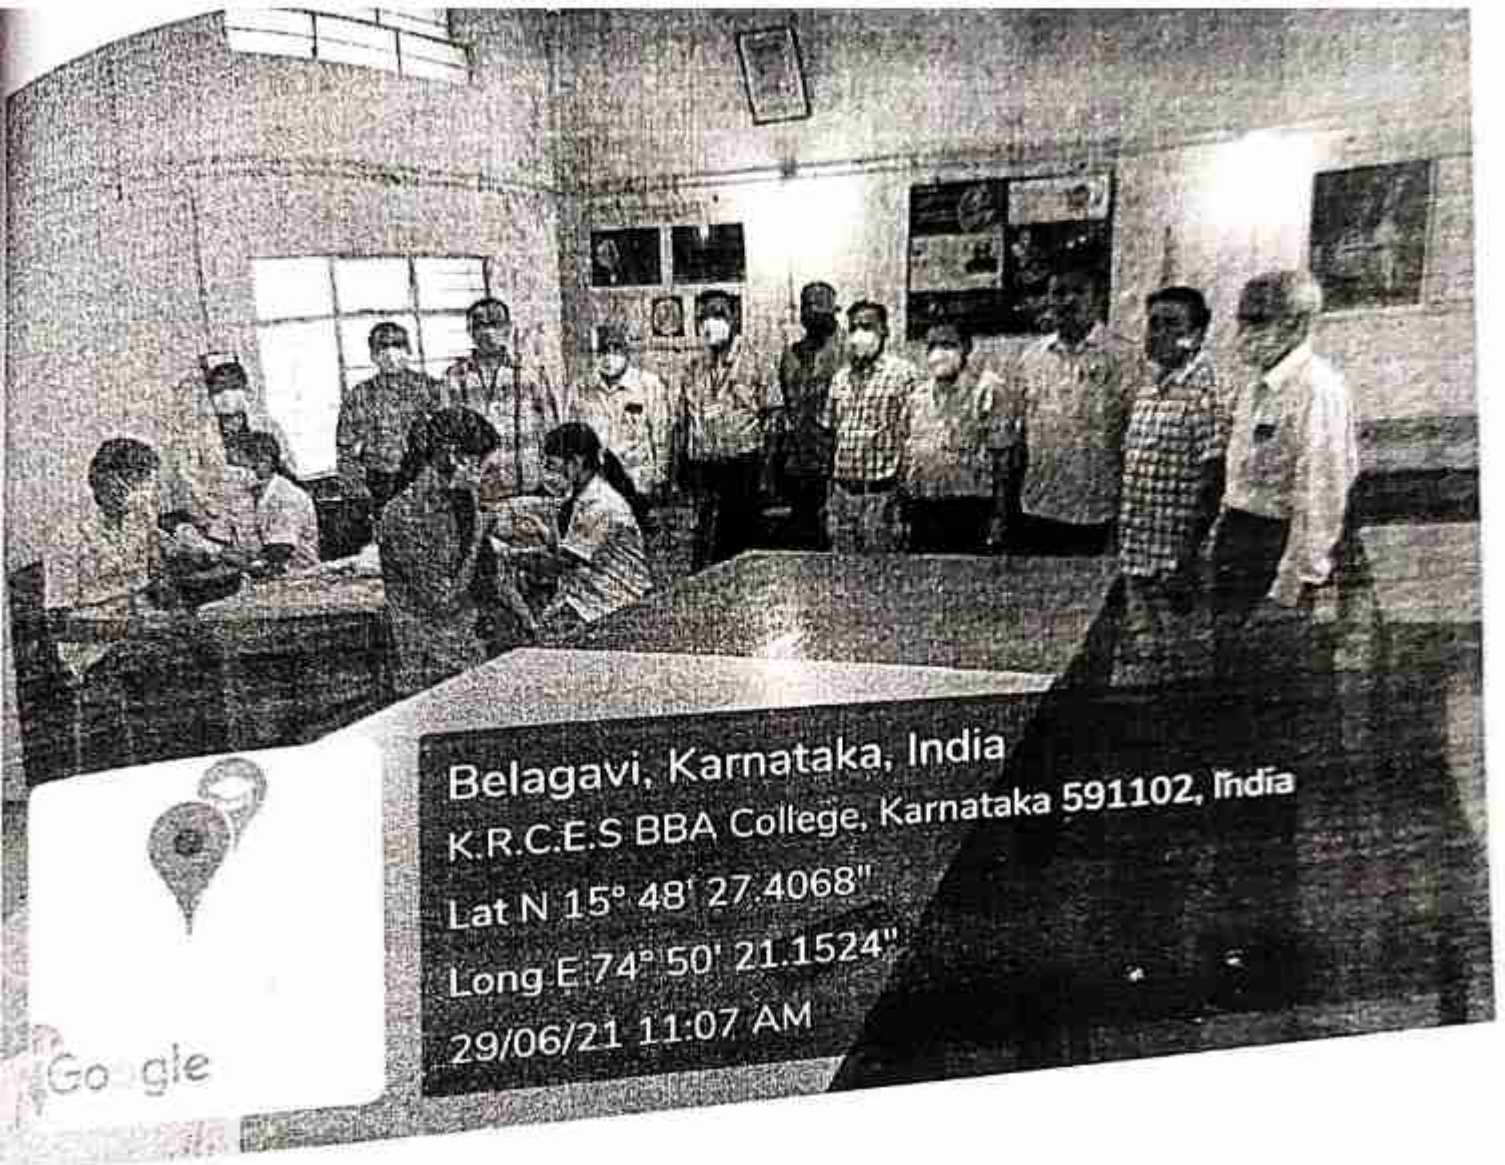 Belagavi, Karnataka, India
K.R.C.E.S BBA College, Karnataka 591102, India
Lat N 15° 48' 27.4068"
Long E 74° 50' 21.1524"
29/06/21 11:07 AM
Google